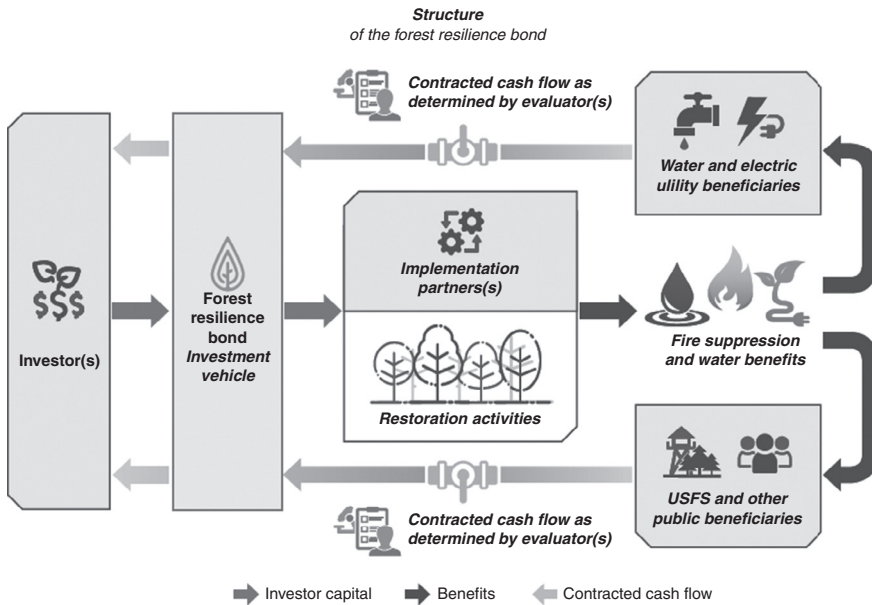 Structure
of the forest resilience bond
Contracted cash flow as
determined by evaluator(s)
Water and electric
ulility beneficiaries
Investor(s)
Forest
resilience
bond
Investment
vehicle
Implementation
partners(s)
Restoration activities
Fire suppression
and water benefits
USFS and other
public beneficiaries
Contracted cash flow as
determined by evaluator(s)
Investor capital
Benefits
Contracted cash flow
$$$